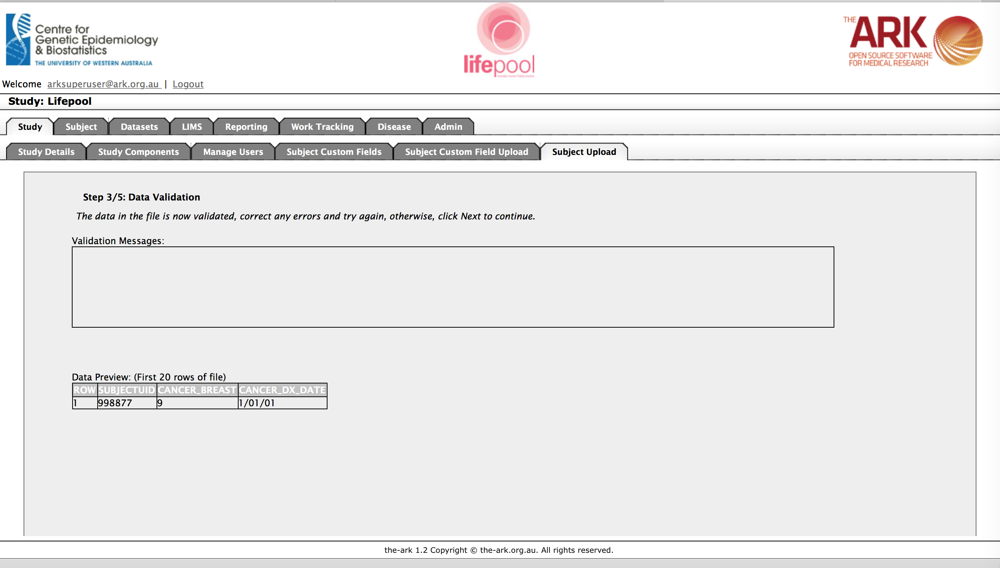 Centre for
Genetic Epidemiology
& Biostatistics
THE UNIVERSITY OF WESTERN AUSTRALIA
lifepool
THE ARK
OPEN SOURCE SOFTWARE
FOR MEDICAL RESEARCH
Welcome arksuperuser@ark.org.au | Logout
Study: Lifepool
Study Subject Datasets LIMS Reporting Work Tracking Disease Admin
Study Details Study Components Manage Users Subject Custom Fields Subject Custom Field Upload Subject Upload
Step 3/5: Data Validation
The data in the file is now validated, correct any errors and try again, otherwise, click Next to continue.
Validation Messages:
Data Preview: (First 20 rows of file)
ROW SUBJECTUID CANCER_BREAST CANCER_DX_DATE
1 998877 9 1/01/01
the-ark 1.2 Copyright © the-ark.org.au. All rights reserved.